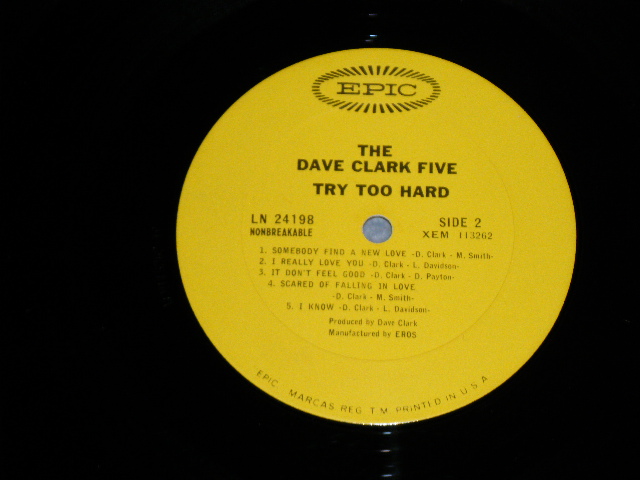 EPIC
THE
DAVE CLARK FIVE
TRY TOO HARD
LN 24198
NONBREAKABLE
SIDE 2
XEM 113262
1. SOMEBODY FIND A NEW LOVE -D. Clark - M. Smith-
2. I REALLY LOVE YOU -D. Clark - L. Davidson-
3. IT DON'T FEEL GOOD -D. Clark - D. Payton-
4. SCARED OF FALLING IN LOVE
-D. Clark - M. Smith-
5. I KNOW -D. Clark - L. Davidson-
Produced by Dave Clark
Manufactured by EROS
EPIC. MARCAS REG. T.M. PRINTED IN U.S.A.